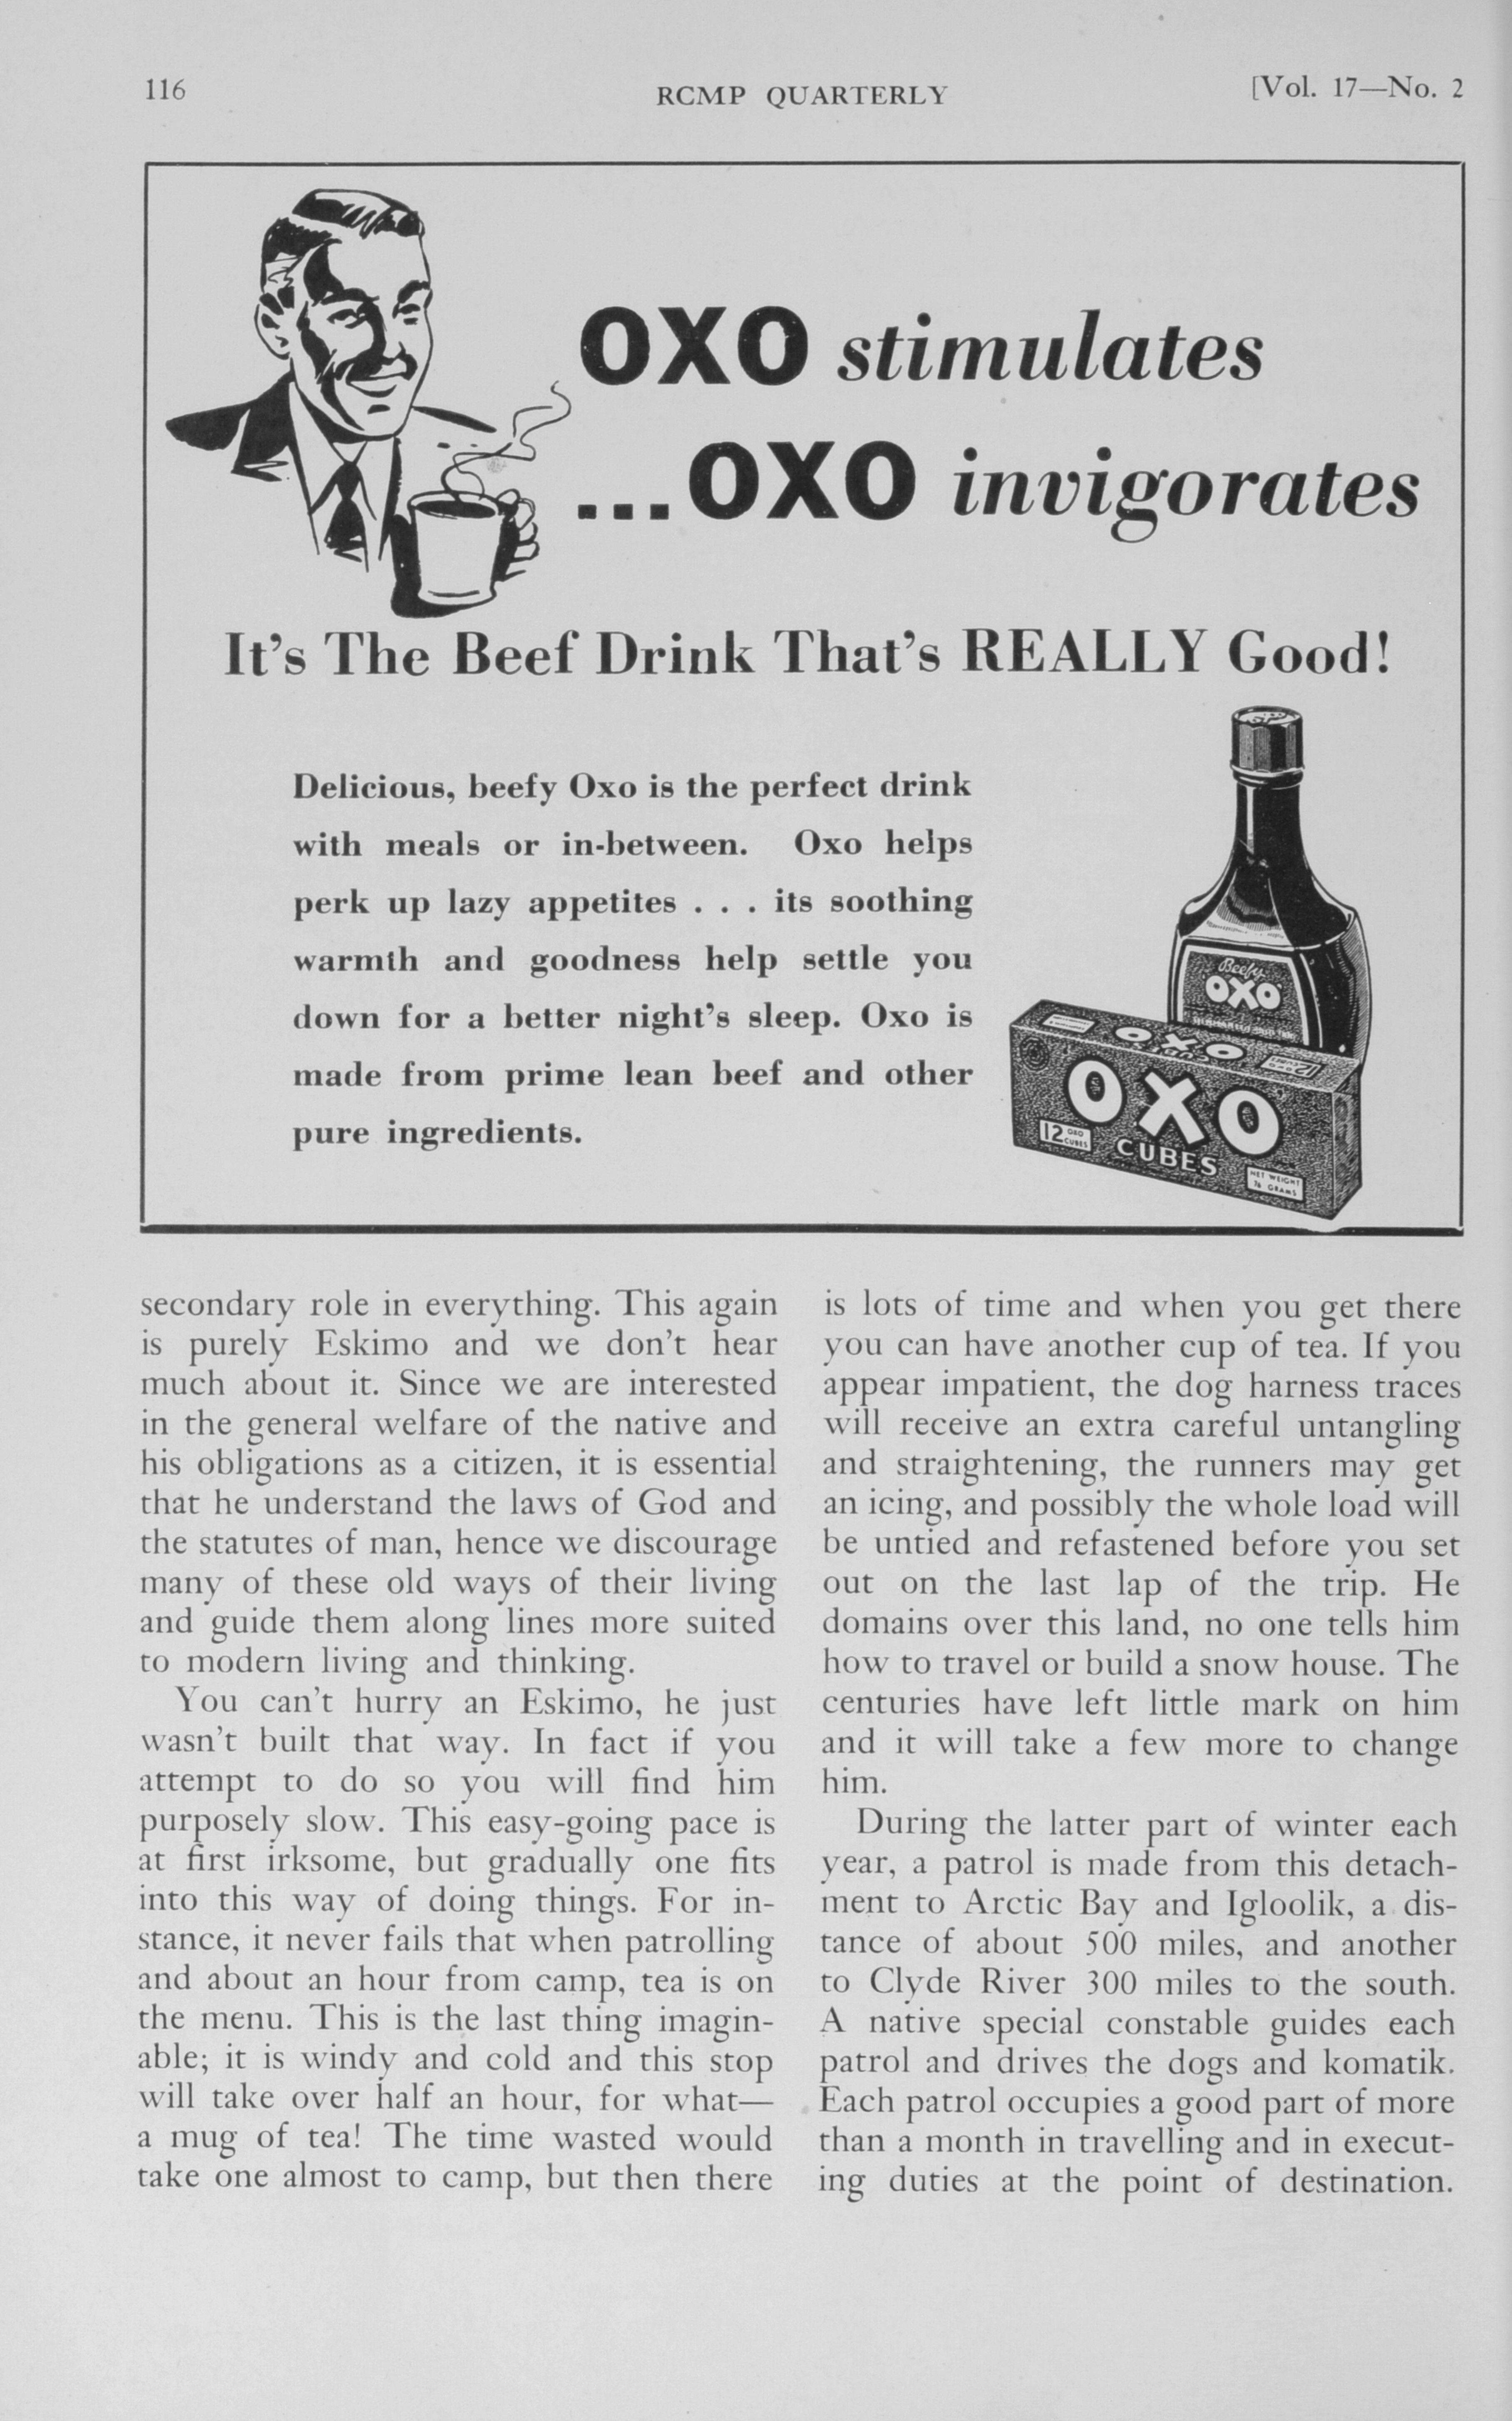 116
RCMP QUARTERLY
[Vol. 17—No. 2
OXO stimulates
...OXO invigorates
It's The Beef Drink That's REALLY Good!
Delicious, beefy Oxo is the perfect drink
with meals or in-between. Oxo helps
perk up lazy appetites . . . its soothing
warmth and goodness help settle you
down for a better night's sleep. Oxo is
made from prime lean beef and other
pure ingredients.
Beefy
OXO
OXO
CUBES
OXO
12 OXO
CUBES
CUBES
NET WEIGHT
GRAMS
secondary role in everything. This again
is purely Eskimo and we don't hear
much about it. Since we are interested
in the general welfare of the native and
his obligations as a citizen, it is essential
that he understand the laws of God and
the statutes of man, hence we discourage
many of these old ways of their living
and guide them along lines more suited
to modern living and thinking.
You can't hurry an Eskimo, he just
wasn't built that way. In fact if you
attempt to do so you will find him
purposely slow. This easy-going pace is
at first irksome, but gradually one fits
into this way of doing things. For in-
stance, it never fails that when patrolling
and about an hour from camp, tea is on
the menu. This is the last thing imagin-
able; it is windy and cold and this stop
will take over half an hour, for what—
a mug of tea! The time wasted would
take one almost to camp, but then there
is lots of time and when you get there
you can have another cup of tea. If you
appear impatient, the dog harness traces
will receive an extra careful untangling
and straightening, the runners may get
an icing, and possibly the whole load will
be untied and refastened before you set
out on the last lap of the trip. He
domains over this land, no one tells him
how to travel or build a snow house. The
centuries have left little mark on him
and it will take a few more to change
him.
During the latter part of winter each
year, a patrol is made from this detach-
ment to Arctic Bay and Igloolik, a dis-
tance of about 500 miles, and another
to Clyde River 300 miles to the south.
A native special constable guides each
patrol and drives the dogs and komatik.
Each patrol occupies a good part of more
than a month in travelling and in execut-
ing duties at the point of destination.